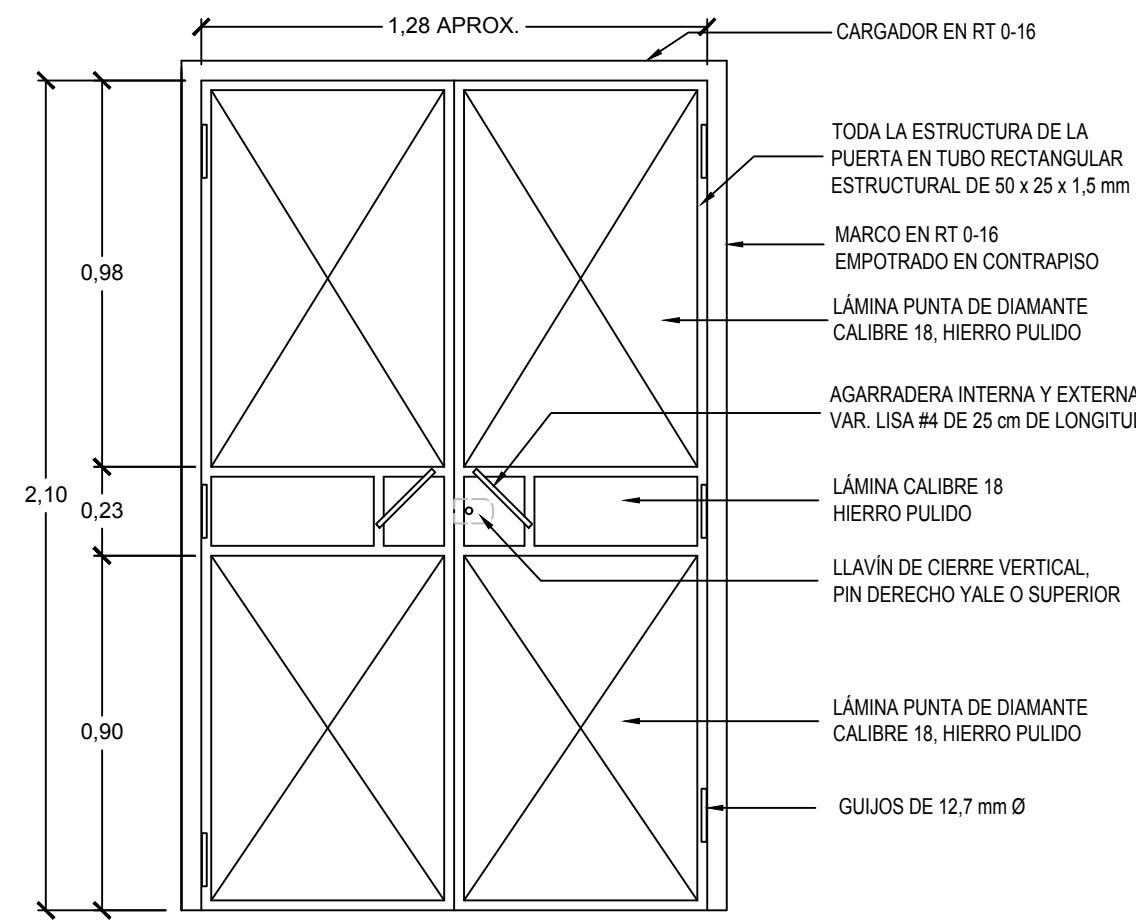 1,28 APROX.
CARGADOR EN RT 0-16
TODA LA ESTRUCTURA DE LA
PUERTA EN TUBO RECTANGULAR
ESTRUCTURAL DE 50 x 25 x 1,5 mm
MARCO EN RT 0-16
EMPOTRADO EN CONTRAPISO
0,98
LÁMINA PUNTA DE DIAMANTE
CALIBRE 18, HIERRO PULIDO
AGARRADERA INTERNA Y EXTERNA
VAR. LISA #4 DE 25 cm DE LONGITU
2,10
0,23
LÁMINA CALIBRE 18
HIERRO PULIDO
LLAVÍN DE CIERRE VERTICAL,
PIN DERECHO YALE O SUPERIOR
0,90
LÁMINA PUNTA DE DIAMANTE
CALIBRE 18, HIERRO PULIDO
GUIJOS DE 12,7 mm Ø